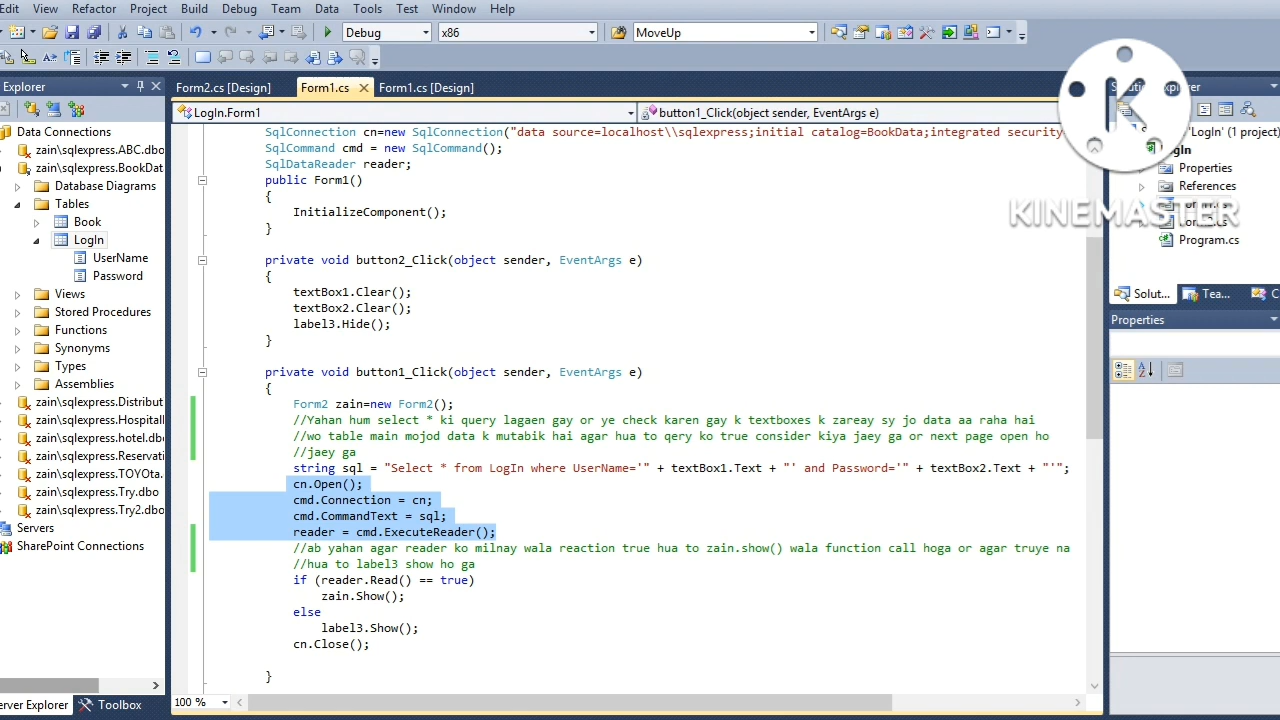 Edit View Refactor Project Build Debug Team Data Tools Test Window Help
Debug x86 MoveUp
Explorer
Data Connections
zain\sqlexpress.ABC.dbo
zain\sqlexpress.BookDat
Database Diagrams
Tables
Book
LogIn
UserName
Password
Views
Stored Procedures
Functions
Synonyms
Types
Assemblies
zain\sqlexpress.Distribut
zain\sqlexpress.Hospitall
zain\sqlexpress.hotel.dbo
zain\sqlexpress.Reservati
zain\sqlexpress.TOYOta.
zain\sqlexpress.Try.dbo
zain\sqlexpress.Try2.dbo
Servers
SharePoint Connections
erver Explorer Toolbox
Form2.cs [Design] Form1.cs Form1.cs [Design]
LogIn.Form1 button1_Click(object sender, EventArgs e)
SqlConnection cn=new SqlConnection("data source=localhost\\sqlexpress;initial catalog=BookData;integrated security
SqlCommand cmd = new SqlCommand();
SqlDataReader reader;
public Form1()
{
InitializeComponent();
}
private void button2_Click(object sender, EventArgs e)
{
textBox1.Clear();
textBox2.Clear();
label3.Hide();
}
private void button1_Click(object sender, EventArgs e)
{
Form2 zain=new Form2();
//Yahan hum select * ki query lagaen gay or ye check karen gay k textboxes k zareay sy jo data aa raha hai
//wo table main mojod data k mutabik hai agar hua to qery ko true consider kiya jaey ga or next page open ho
//jaey ga
string sql = "Select * from LogIn where UserName='" + textBox1.Text + "' and Password='" + textBox2.Text + "'";
cn.Open();
cmd.Connection = cn;
cmd.CommandText = sql;
reader = cmd.ExecuteReader();
//ab yahan agar reader ko milnay wala reaction true hua to zain.show() wala function call hoga or agar truye na
//hua to label3 show ho ga
if (reader.Read() == true)
zain.Show();
else
label3.Show();
cn.Close();
}
100 %
Explorer
'LogIn' (1 project)
Properties
References
Program.cs
Solut... Tea...
Properties
KINEMASTER